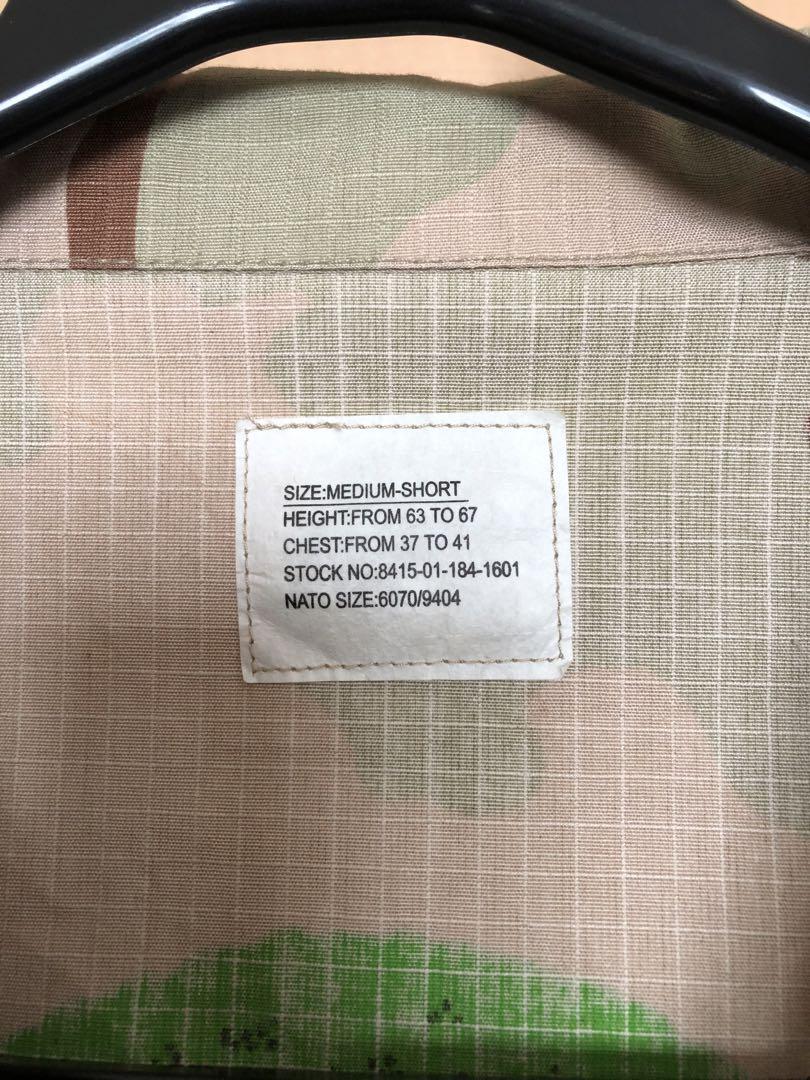 SIZE:MEDIUM-SHORT
HEIGHT:FROM 63 TO 67
CHEST:FROM 37 TO 41
STOCK NO:8415-01-184-1601
NATO SIZE:6070/9404